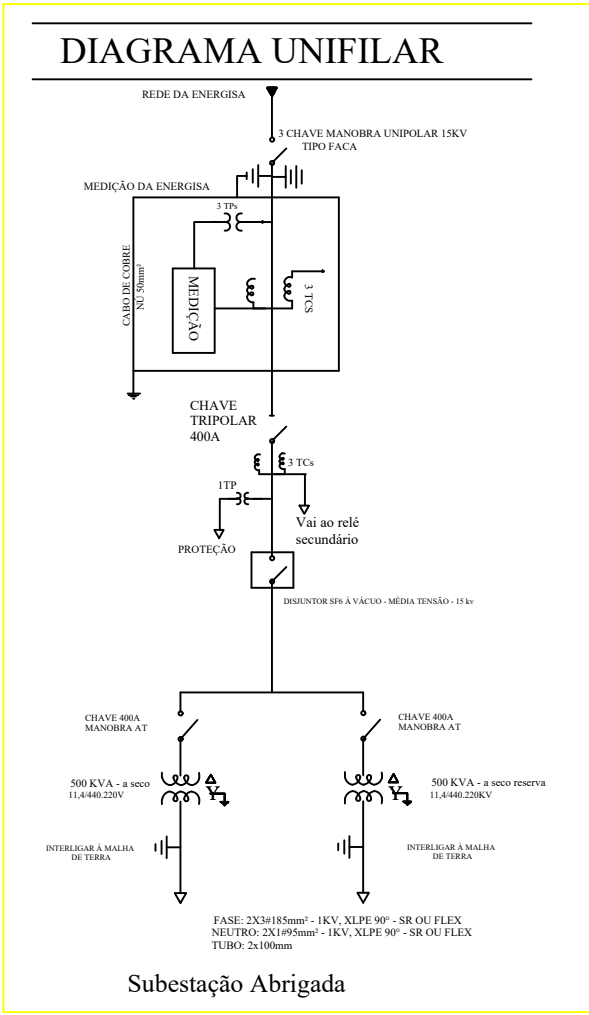 DIAGRAMA UNIFILAR
REDE DA ENERGISA
3 CHAVE MANOBRA UNIPOLAR 15KV
TIPO FACA
MEDIÇÃO DA ENERGISA
3 TPs
CABO DE COBRE
NÚ 50mm²
MEDIÇÃO
3 TCS
CHAVE
TRIPOLAR
400A
3 TCs
1TP
Vai ao relé
secundário
PROTEÇÃO
DISJUNTOR SF6 À VÁCUO - MÉDIA TENSÃO - 15 kv
CHAVE 400A
MANOBRA AT
CHAVE 400A
MANOBRA AT
500 KVA - a seco
11,4/440.220V
Y
500 KVA - a seco reserva
11,4/440.220KV
Y
INTERLIGAR À MALHA
DE TERRA
INTERLIGAR À MALHA
DE TERRA
FASE: 2X3#185mm² - 1KV, XLPE 90° - SR OU FLEX
NEUTRO: 2X1#95mm² - 1KV, XLPE 90° - SR OU FLEX
TUBO: 2x100mm
Subestação Abrigada